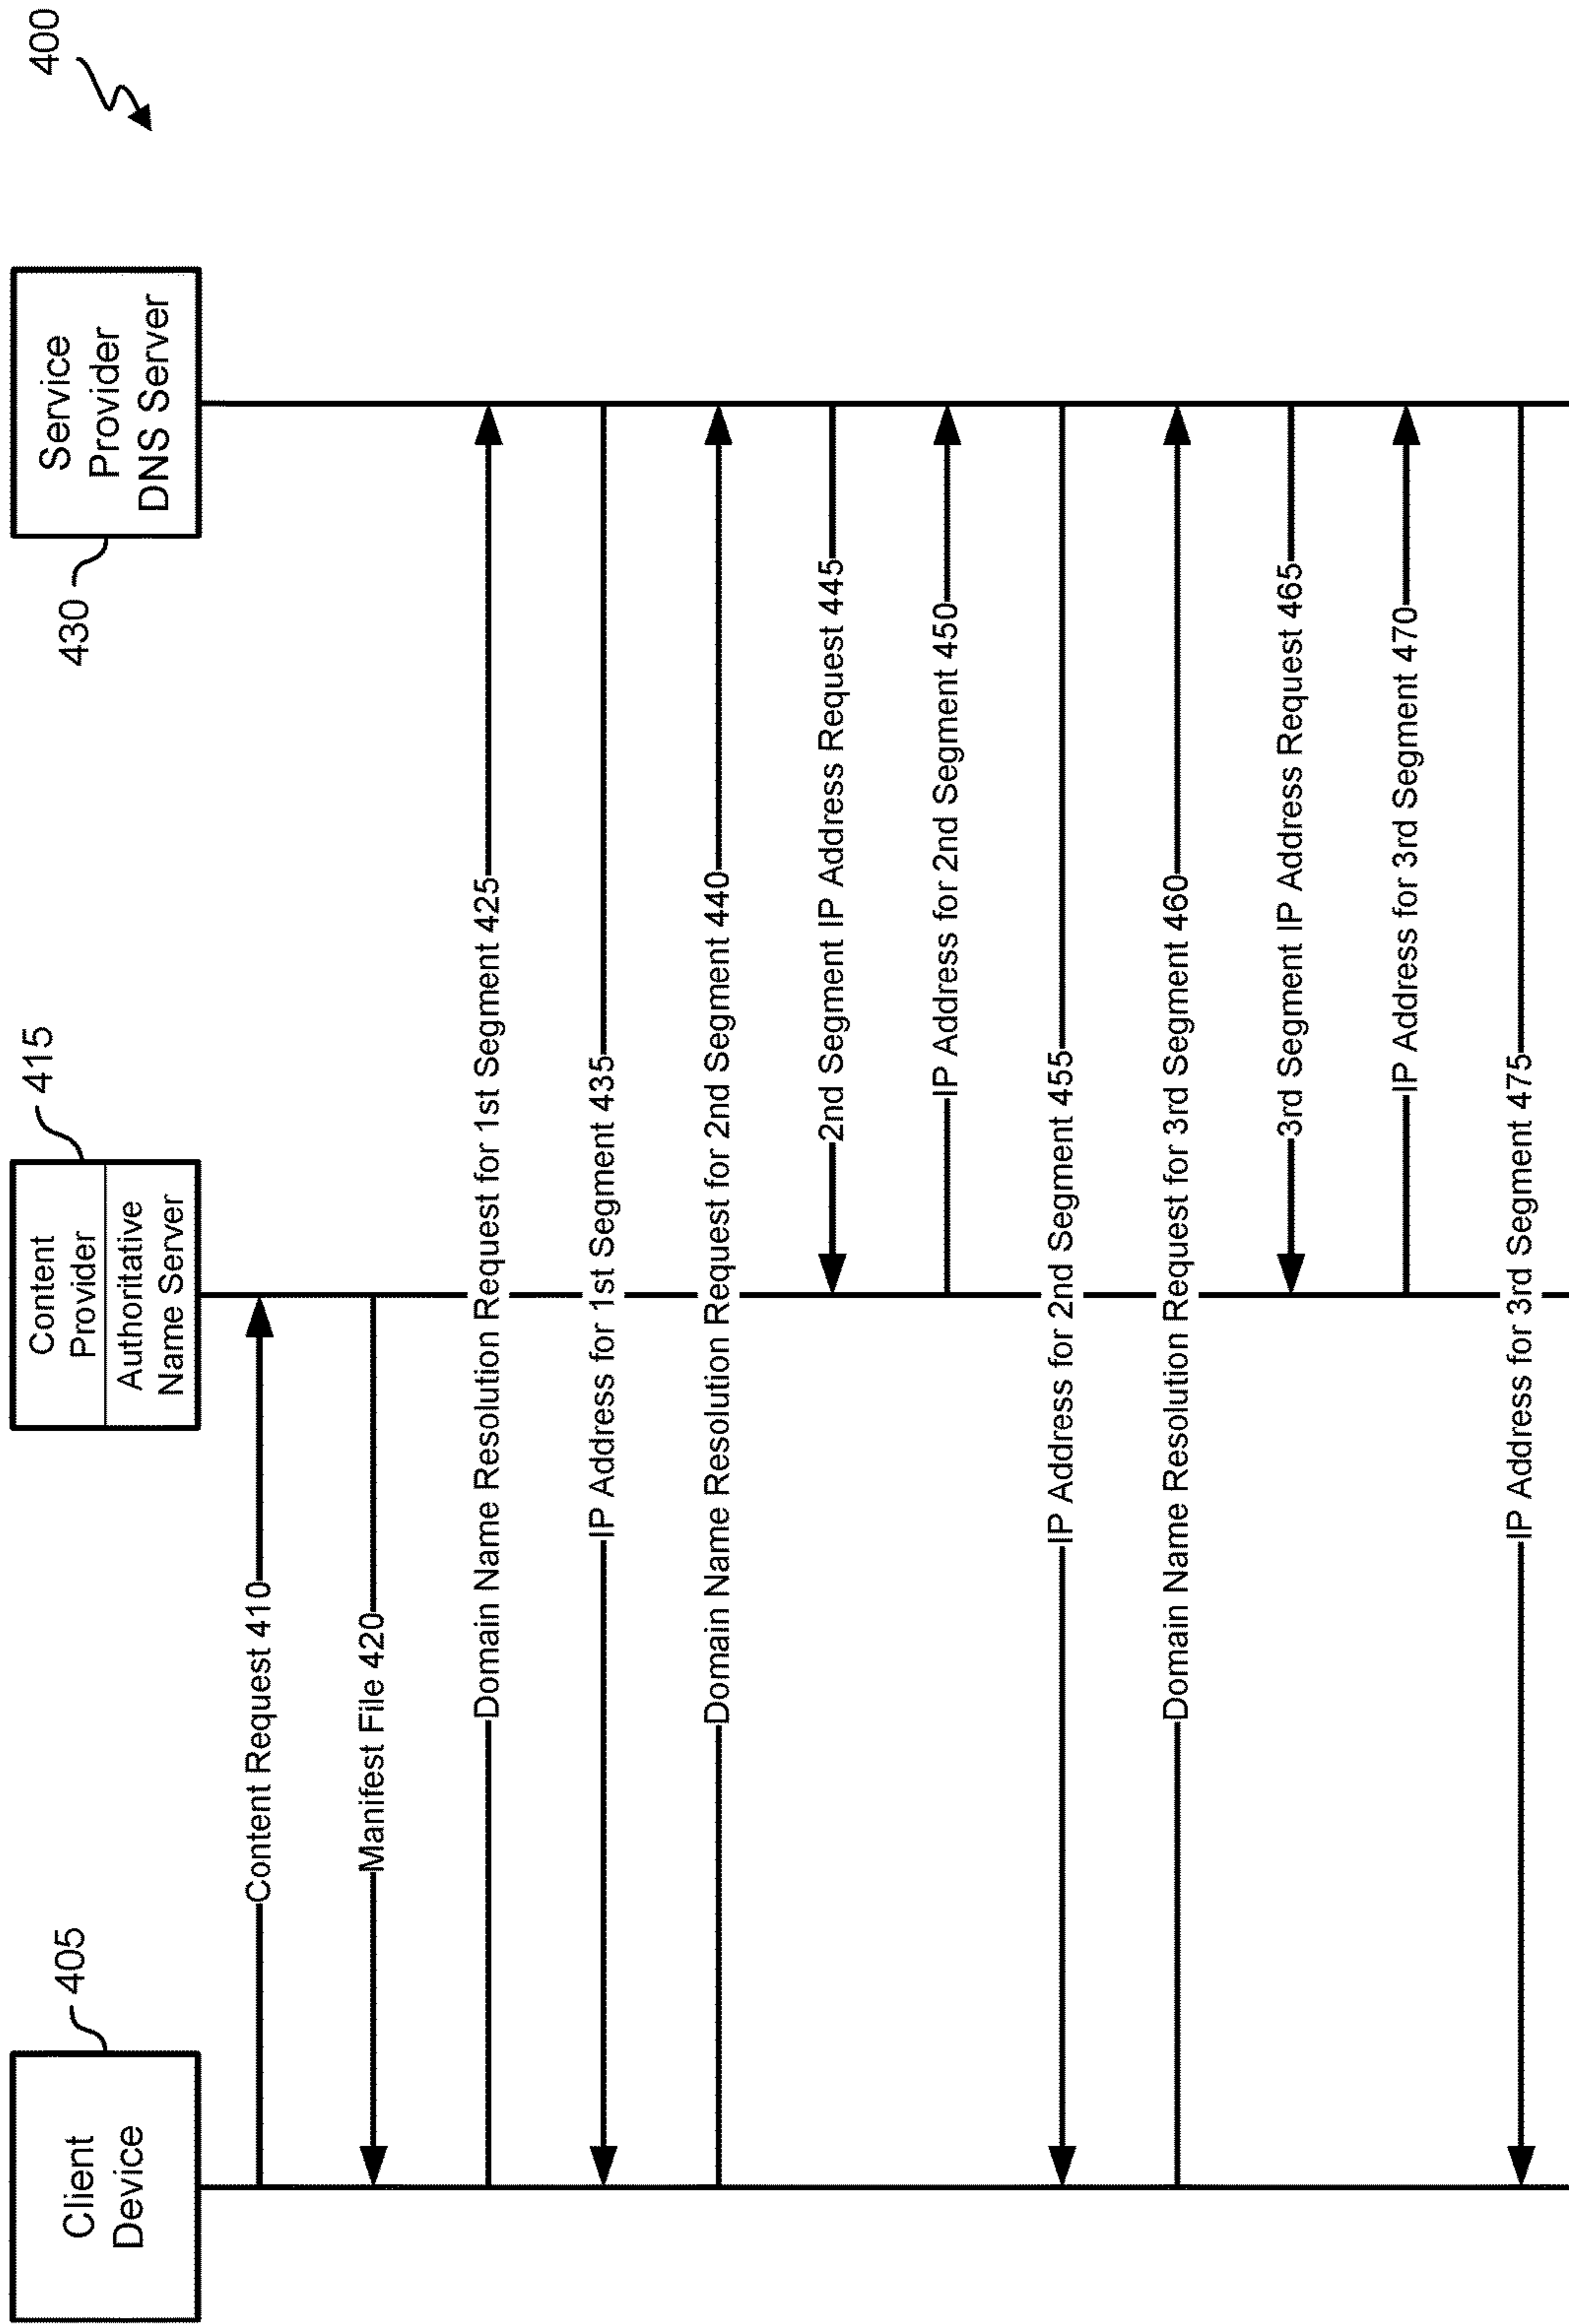 400
Client
Device
405
Content
Provider
Authoritative
Name Server
415
Service
Provider
DNS Server
430
Content Request 410
Manifest File 420
Domain Name Resolution Request for 1st Segment 425
IP Address for 1st Segment 435
Domain Name Resolution Request for 2nd Segment 440
2nd Segment IP Address Request 445
IP Address for 2nd Segment 450
IP Address for 2nd Segment 455
Domain Name Resolution Request for 3rd Segment 460
3rd Segment IP Address Request 465
IP Address for 3rd Segment 470
IP Address for 3rd Segment 475